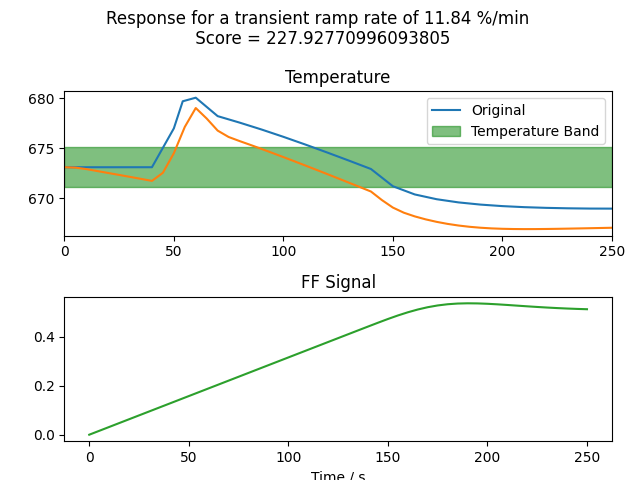 Response for a transient ramp rate of 11.84 %/min
Score = 227.92770996093805
Temperature
680
675
670
Original
Temperature Band
0 50 100 150 200 250
FF Signal
0.4
0.2
0.0
0 50 100 150 200 250
Time / s